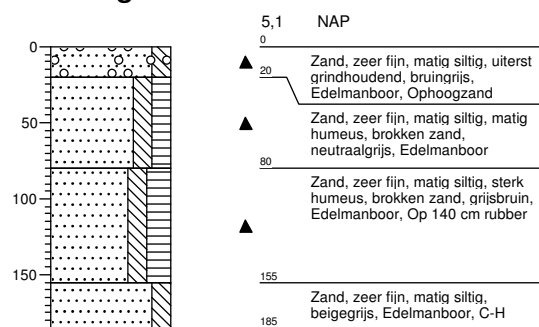 5,1 NAP
0
0
Zand, zeer fijn, matig siltig, uiterst
grindhoudend, bruingrijs,
Edelmanboor, Ophoogzand
20
Zand, zeer fijn, matig siltig, matig
humeus, brokken zand,
neutraalgrijs, Edelmanboor
50
80
Zand, zeer fijn, matig siltig, sterk
humeus, brokken zand, grijsbruin,
Edelmanboor, Op 140 cm rubber
100
150
155
Zand, zeer fijn, matig siltig,
beigegrijs, Edelmanboor, C-H
185